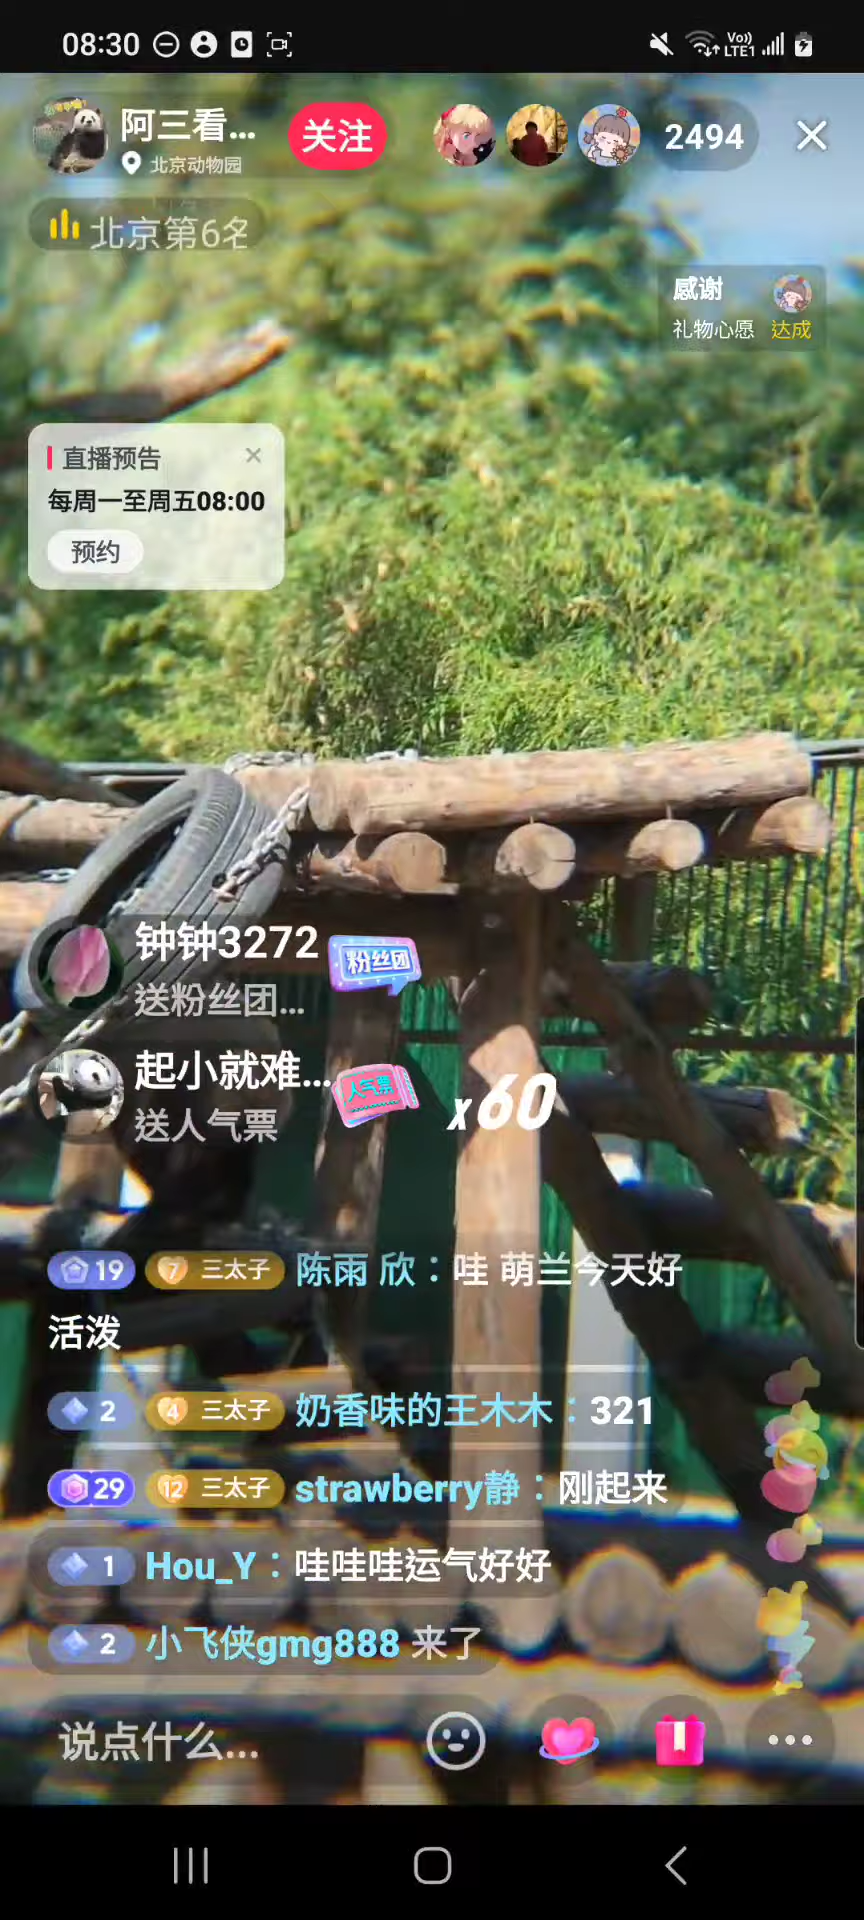 08:30
Vo))
LTE1
阿三看...
关注
2494
北京动物园
北京第6名
感谢
礼物心愿 达成
直播预告
每周一至周五08:00
预约
钟钟3272
粉丝团
送粉丝团...
起小就难...
人气票
x60
送人气票
19 7 三太子 陈雨 欣：哇 萌兰今天好
活泼
2 4 三太子 奶香味的王木木：321
29 12 三太子 strawberry静：刚起来
1 Hou_Y：哇哇哇运气好好
2 小飞侠gmg888 来了
说点什么...